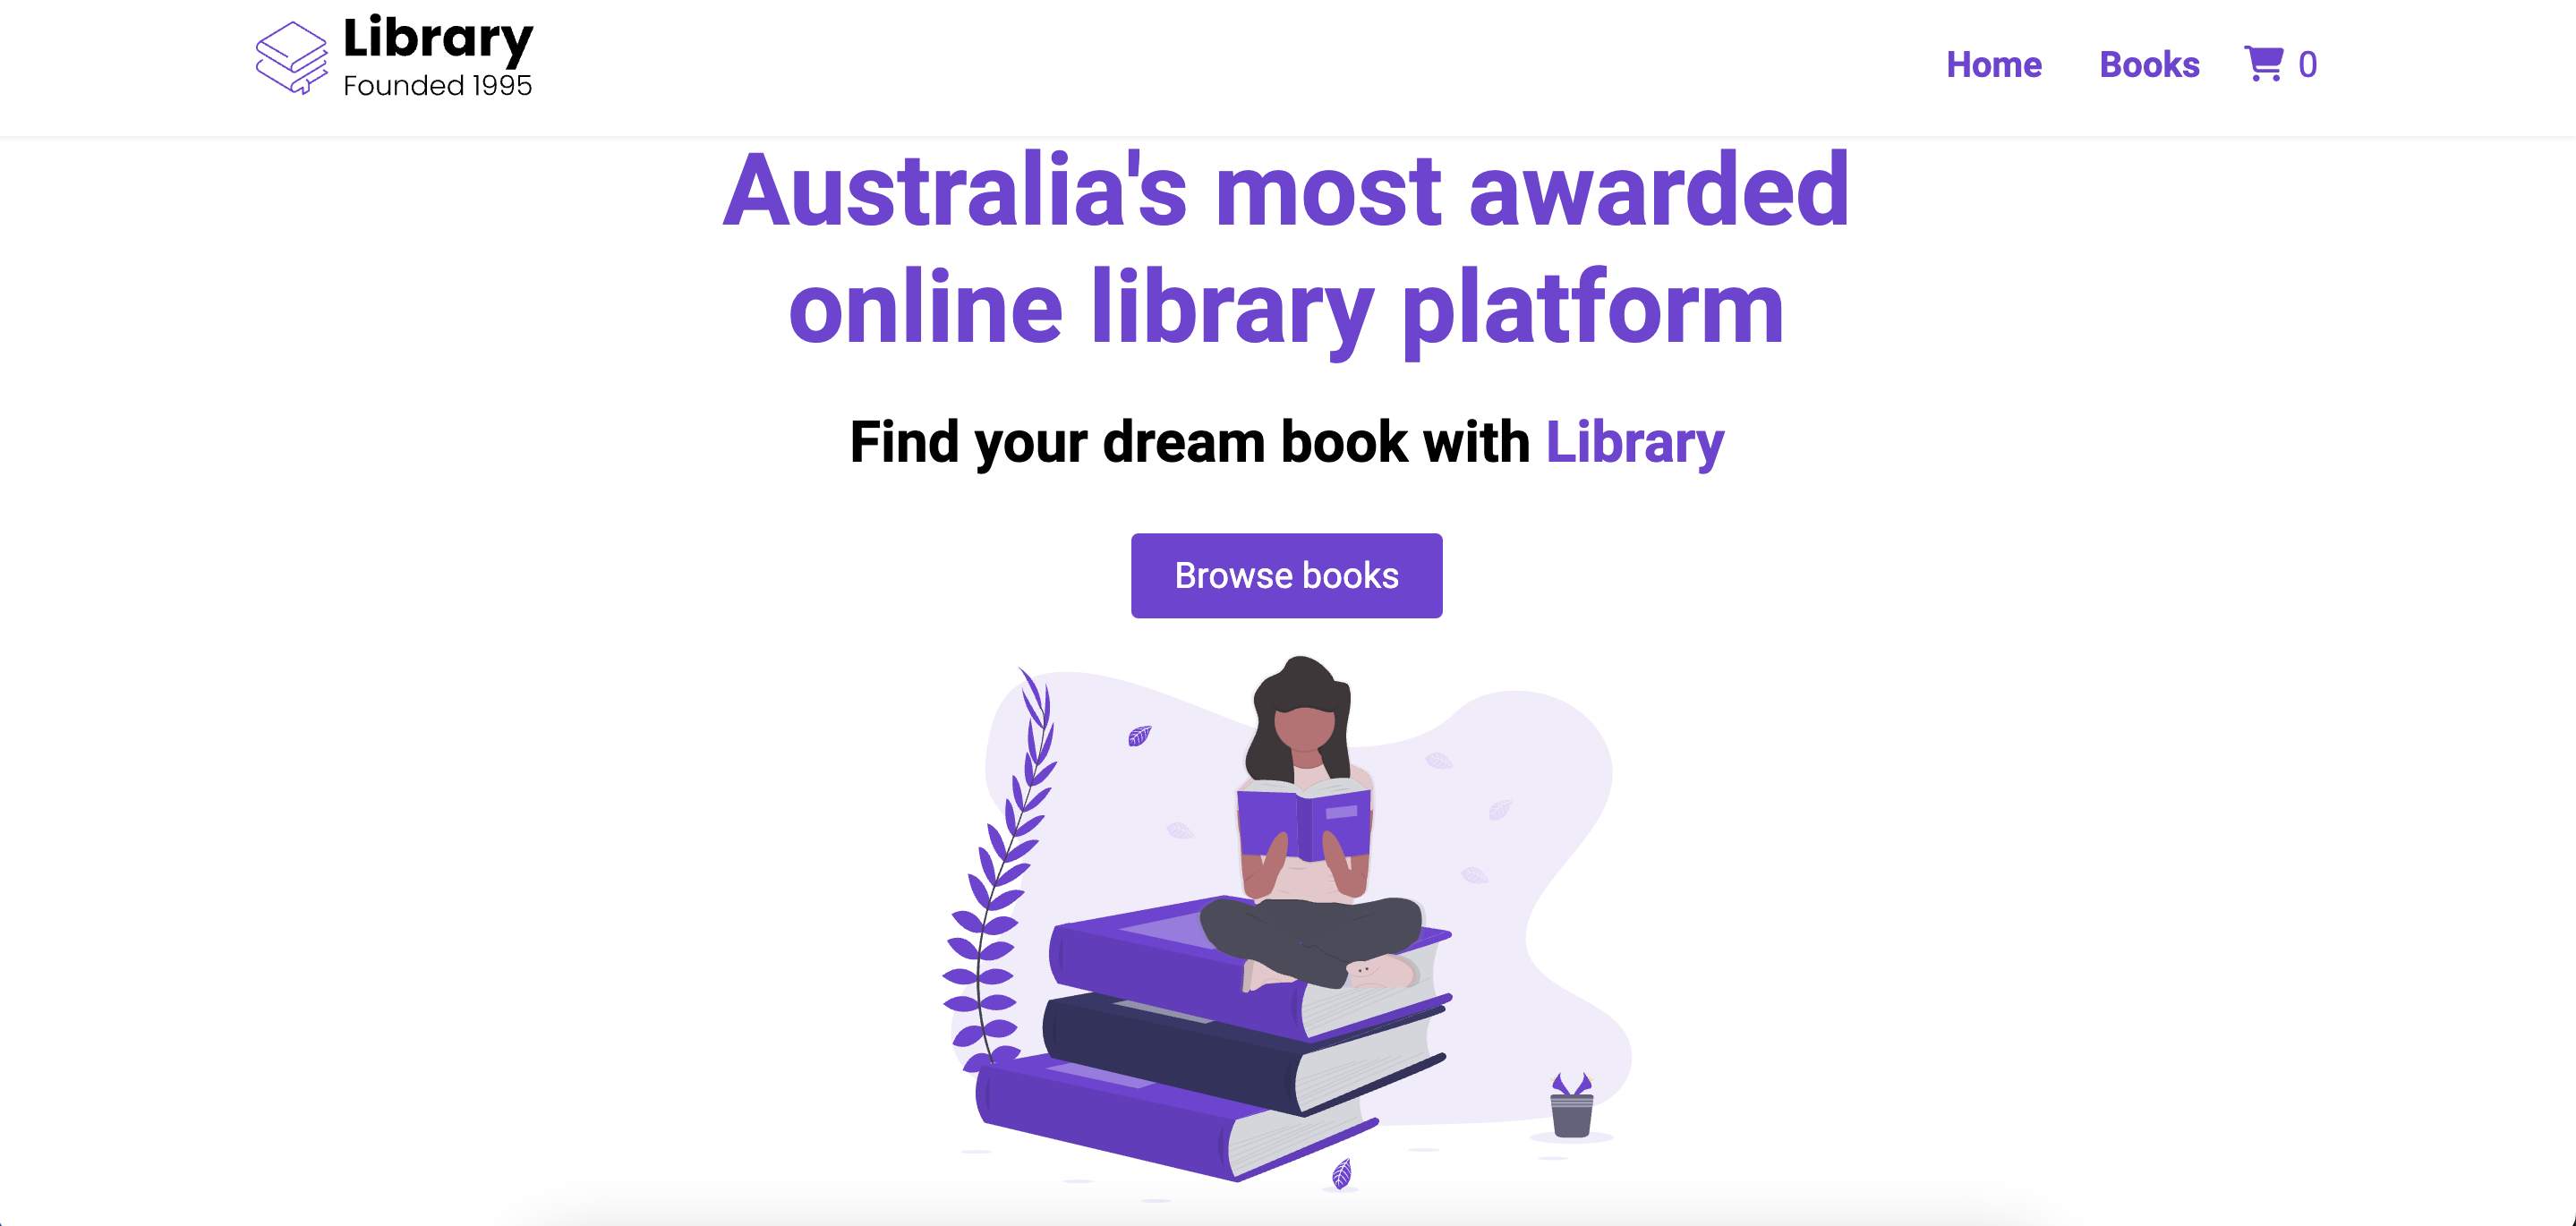 Library
Founded 1995
Home Books 0
Australia's most awarded
online library platform
Find your dream book with Library
Browse books